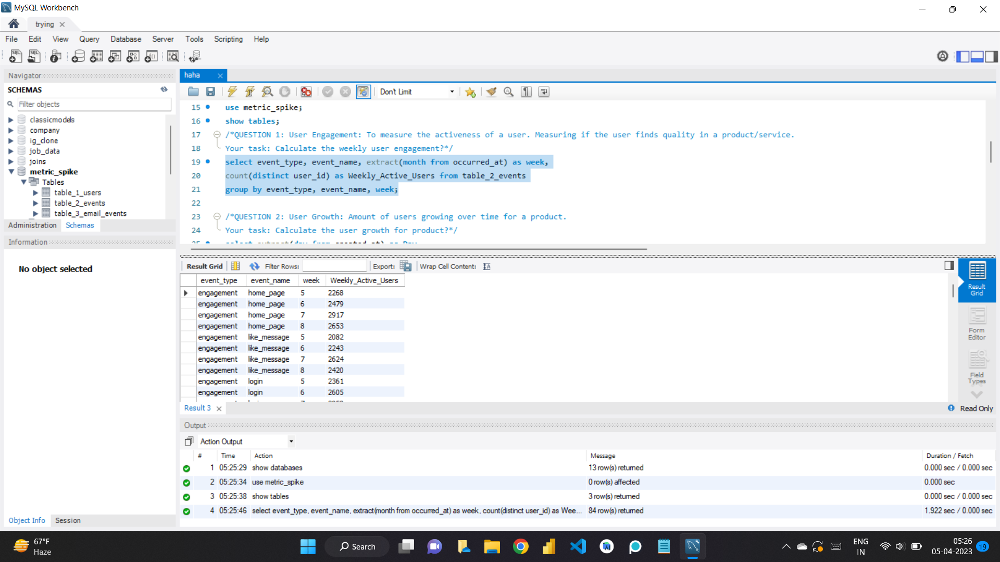 MySQL Workbench
trying
File Edit View Query Database Server Tools Scripting Help
Navigator
SCHEMAS
Filter objects
classicmodels
company
ig_clone
job_data
joins
metric_spike
Tables
table_1_users
table_2_events
table_3_email_events
Administration Schemas
Information
No object selected
Object Info Session
haha
Don't Limit
15 use metric_spike;
16 show tables;
17 /*QUESTION 1: User Engagement: To measure the activeness of a user. Measuring if the user finds quality in a product/service.
18 Your task: Calculate the weekly user engagement?*/
19 select event_type, event_name, extract(month from occurred_at) as week,
20 count(distinct user_id) as Weekly_Active_Users from table_2_events
21 group by event_type, event_name, week;
22
23 /*QUESTION 2: User Growth: Amount of users growing over time for a product.
24 Your task: Calculate the user growth for product?*/
25 select extract(day from created_at) as Day
Result Grid Filter Rows: Export: Wrap Cell Content:
event_type event_name week Weekly_Active_Users
engagement home_page 5 2268
engagement home_page 6 2479
engagement home_page 7 2917
engagement home_page 8 2653
engagement like_message 5 2082
engagement like_message 6 2243
engagement like_message 7 2624
engagement like_message 8 2420
engagement login 5 2361
engagement login 6 2605
Result
Grid
Form
Editor
Field
Types
Result 3
Read Only
Output
Action Output
# Time Action Message Duration / Fetch
1 05:25:29 show databases 13 row(s) returned 0.000 sec / 0.000 sec
2 05:25:34 use metric_spike 0 row(s) affected 0.000 sec
3 05:25:38 show tables 3 row(s) returned 0.000 sec / 0.000 sec
4 05:25:46 select event_type, event_name, extract(month from occurred_at) as week, count(distinct user_id) as Wee... 84 row(s) returned 1.922 sec / 0.000 sec
67°F
Haze
Search
ENG
IN
05:26
05-04-2023
19